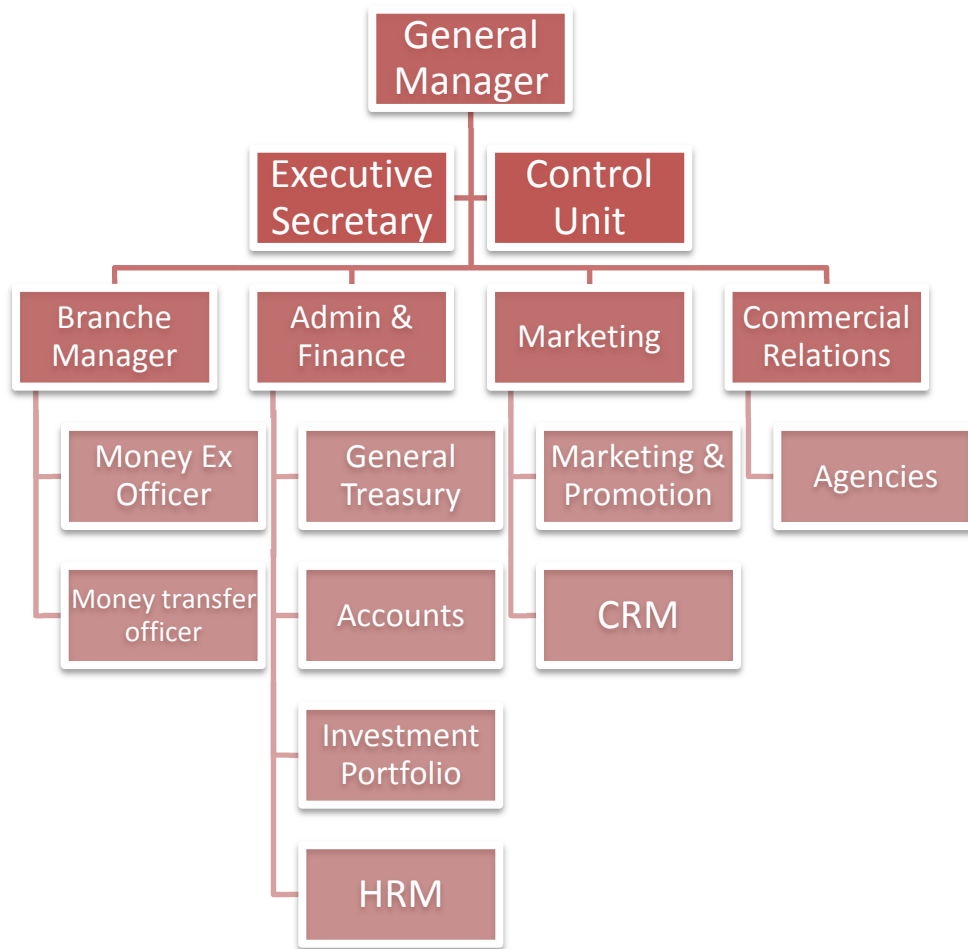 General
Manager
Executive
Secretary
Control
Unit
Branche
Manager
Admin &
Finance
Marketing
Commercial
Relations
Money Ex
Officer
General
Treasury
Marketing &
Promotion
Agencies
Money transfer
officer
Accounts
CRM
Investment
Portfolio
HRM